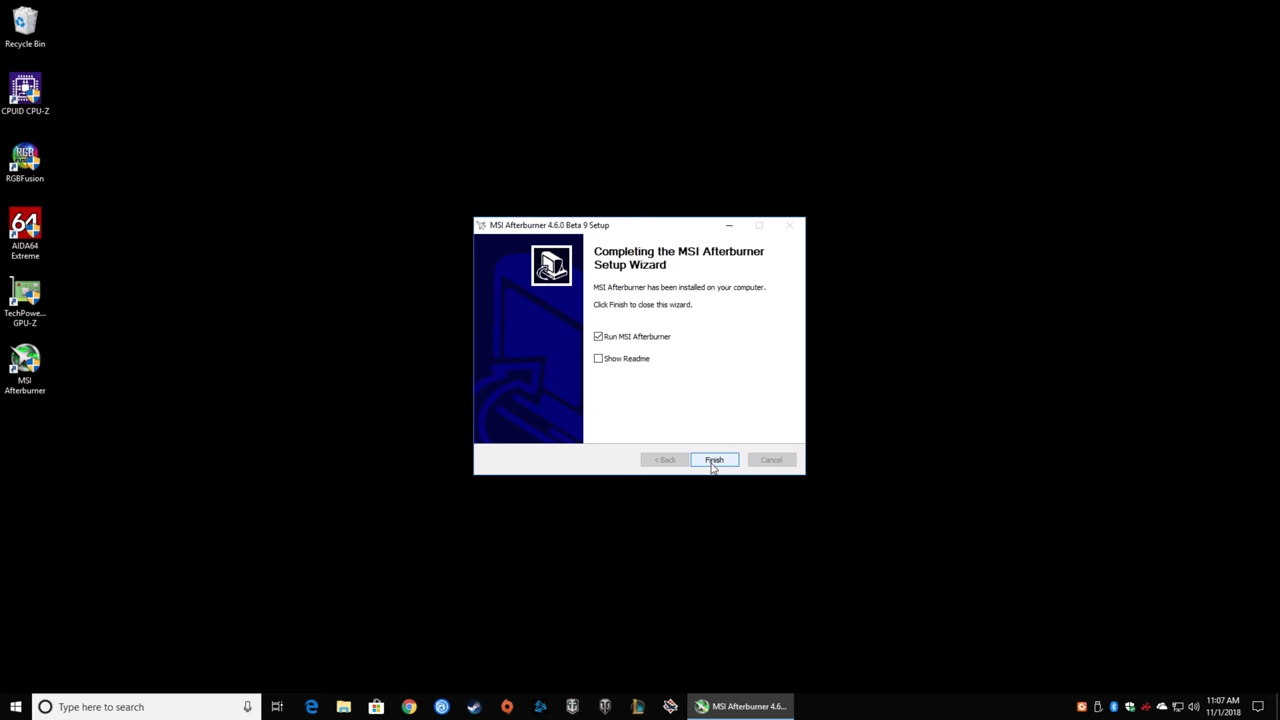 Recycle Bin
CPUID CPU-Z
RGB
RGBFusion
64
AIDA64
Extreme
TechPowe...
GPU-Z
MSI
Afterburner
MSI Afterburner 4.6.0 Beta 9 Setup
Completing the MSI Afterburner
Setup Wizard
MSI Afterburner has been installed on your computer.
Click Finish to close this wizard.
Run MSI Afterburner
Show Readme
< Back
Finish
Cancel
Type here to search
MSI Afterburner 4.6...
11:07 AM
11/1/2018